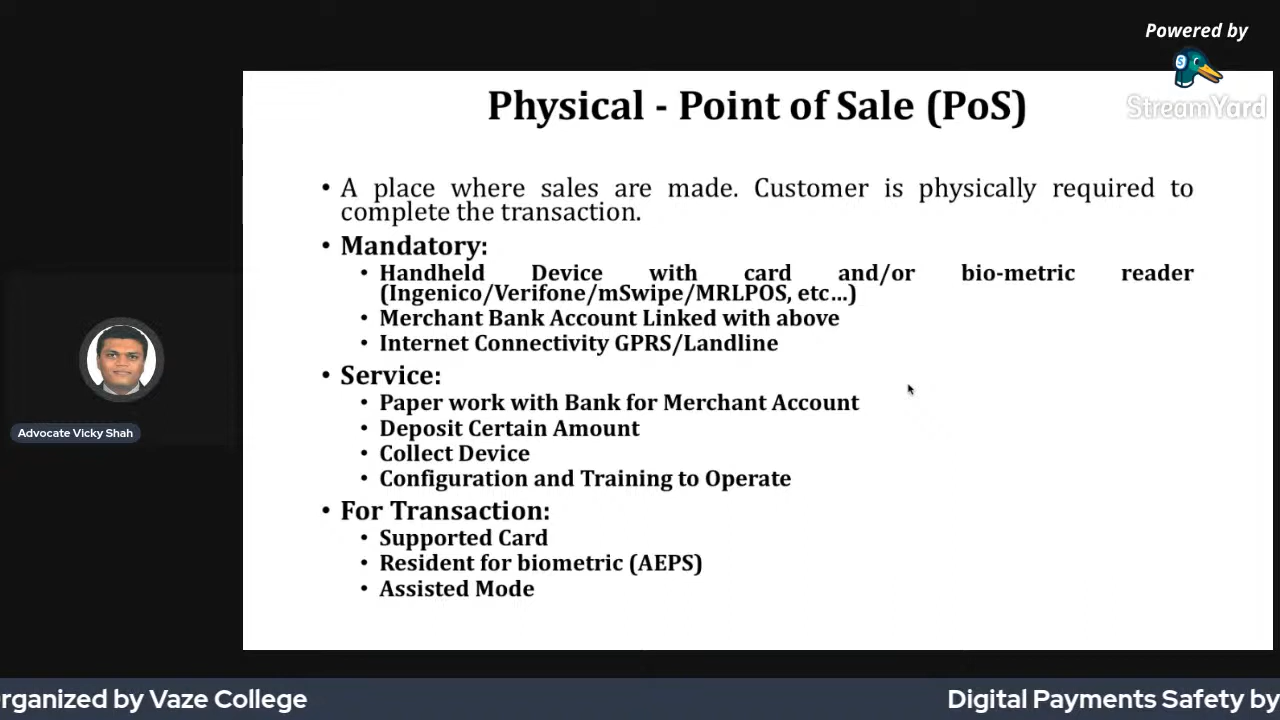 Powered by
StreamYard
Physical - Point of Sale (PoS)
• A place where sales are made. Customer is physically required to
complete the transaction.
• Mandatory:
• Handheld Device with card and/or bio-metric reader
(Ingenico/Verifone/mSwipe/MRLPOS, etc…)
• Merchant Bank Account Linked with above
• Internet Connectivity GPRS/Landline
• Service:
• Paper work with Bank for Merchant Account
• Deposit Certain Amount
• Collect Device
• Configuration and Training to Operate
• For Transaction:
• Supported Card
• Resident for biometric (AEPS)
• Assisted Mode
Advocate Vicky Shah
rganized by Vaze College
Digital Payments Safety by